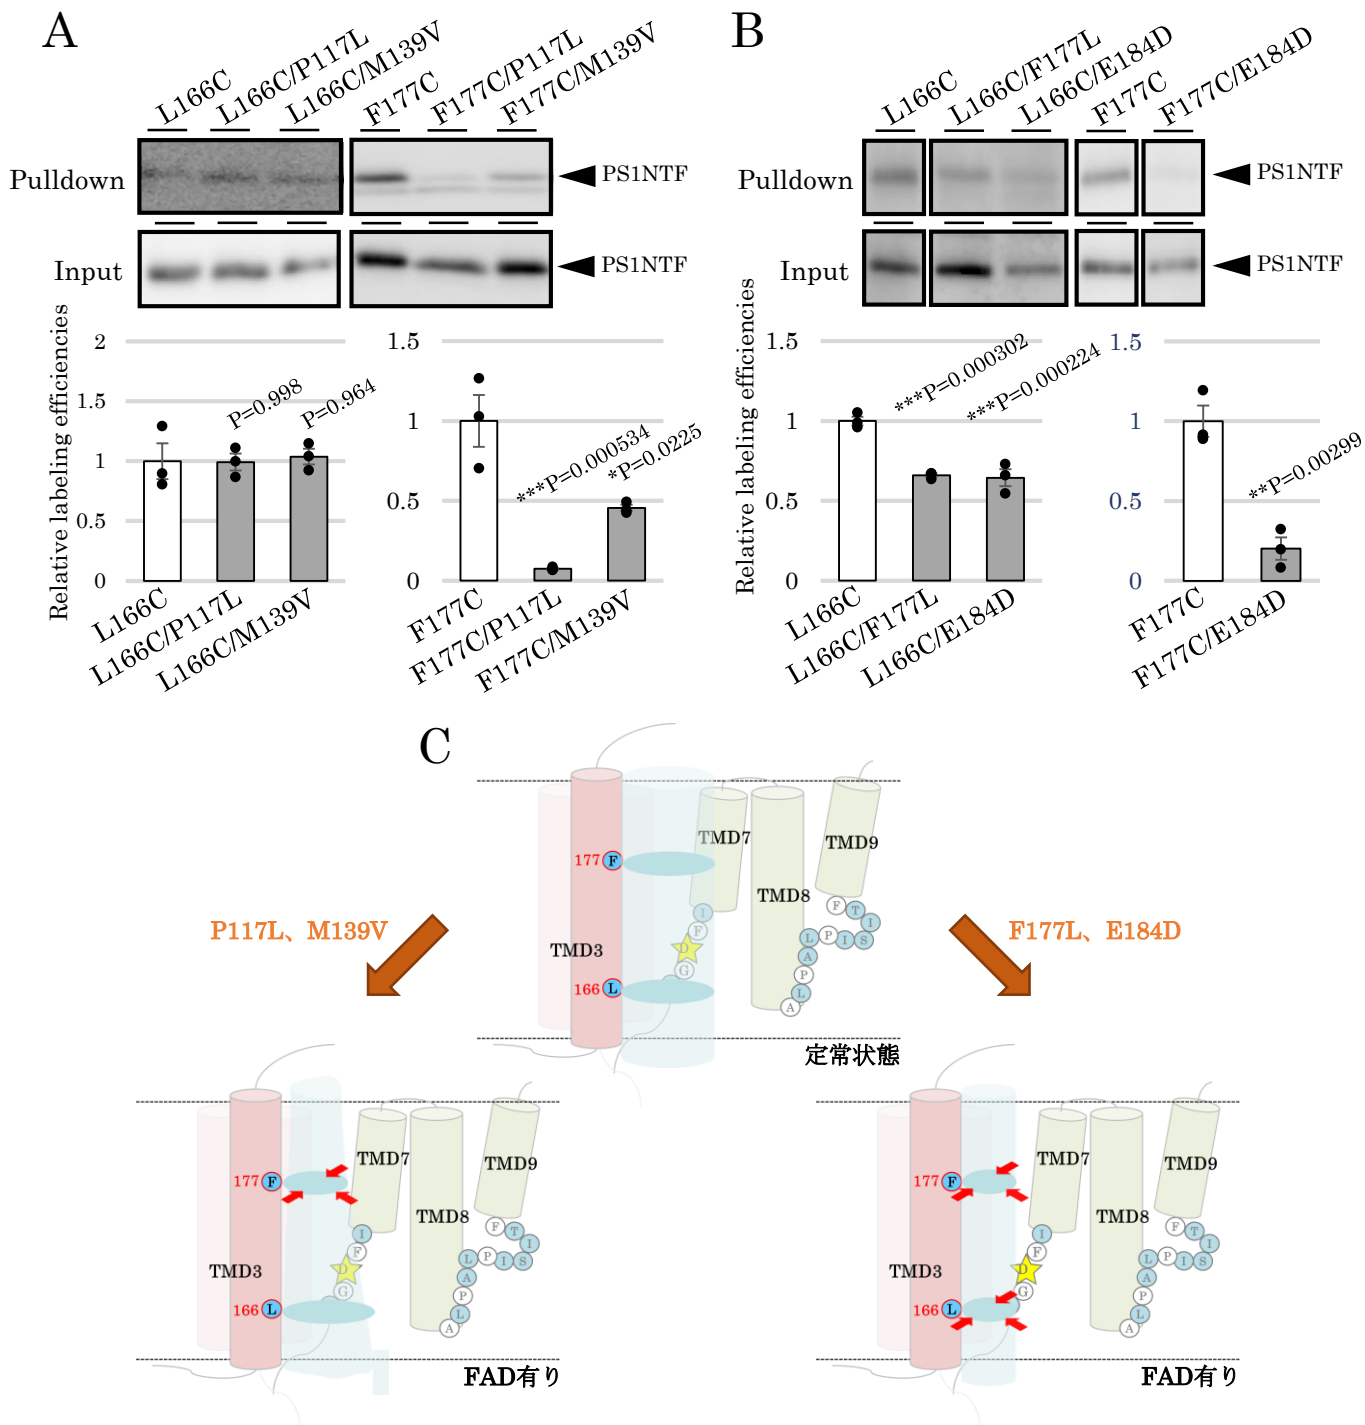 A
L166C
L166C/P117L
L166C/M139V
F177C
F177C/P117L
F177C/M139V
Pulldown
PS1NTF
Input
PS1NTF
Relative labeling efficiencies
2
1.5
1
0.5
0
P=0.998
P=0.964
L166C
L166C/P117L
L166C/M139V
1.5
1
0.5
0
***P=0.000534
*P=0.0225
F177C
F177C/P117L
F177C/M139V
B
L166C
L166C/F177L
L166C/E184D
F177C
F177C/E184D
Pulldown
PS1NTF
Input
PS1NTF
Relative labeling efficiencies
1.5
1
0.5
0
***P=0.000302
***P=0.000224
L166C
L166C/F177L
L166C/E184D
1.5
1
0.5
0
**P=0.00299
F177C
F177C/E184D
C
TMD7
TMD9
177 F
TMD8
TMD3
166 L
I
F
D
G
L
A
P
L
A
P
I
S
I
T
F
定常状態
P117L、M139V
F177L、E184D
TMD7
TMD9
177 F
TMD8
TMD3
166 L
I
F
D
G
L
A
P
L
A
P
I
S
I
T
F
FAD有り
TMD7
TMD9
177 F
TMD8
TMD3
166 L
I
F
D
G
L
A
P
L
A
P
I
S
I
T
F
FAD有り